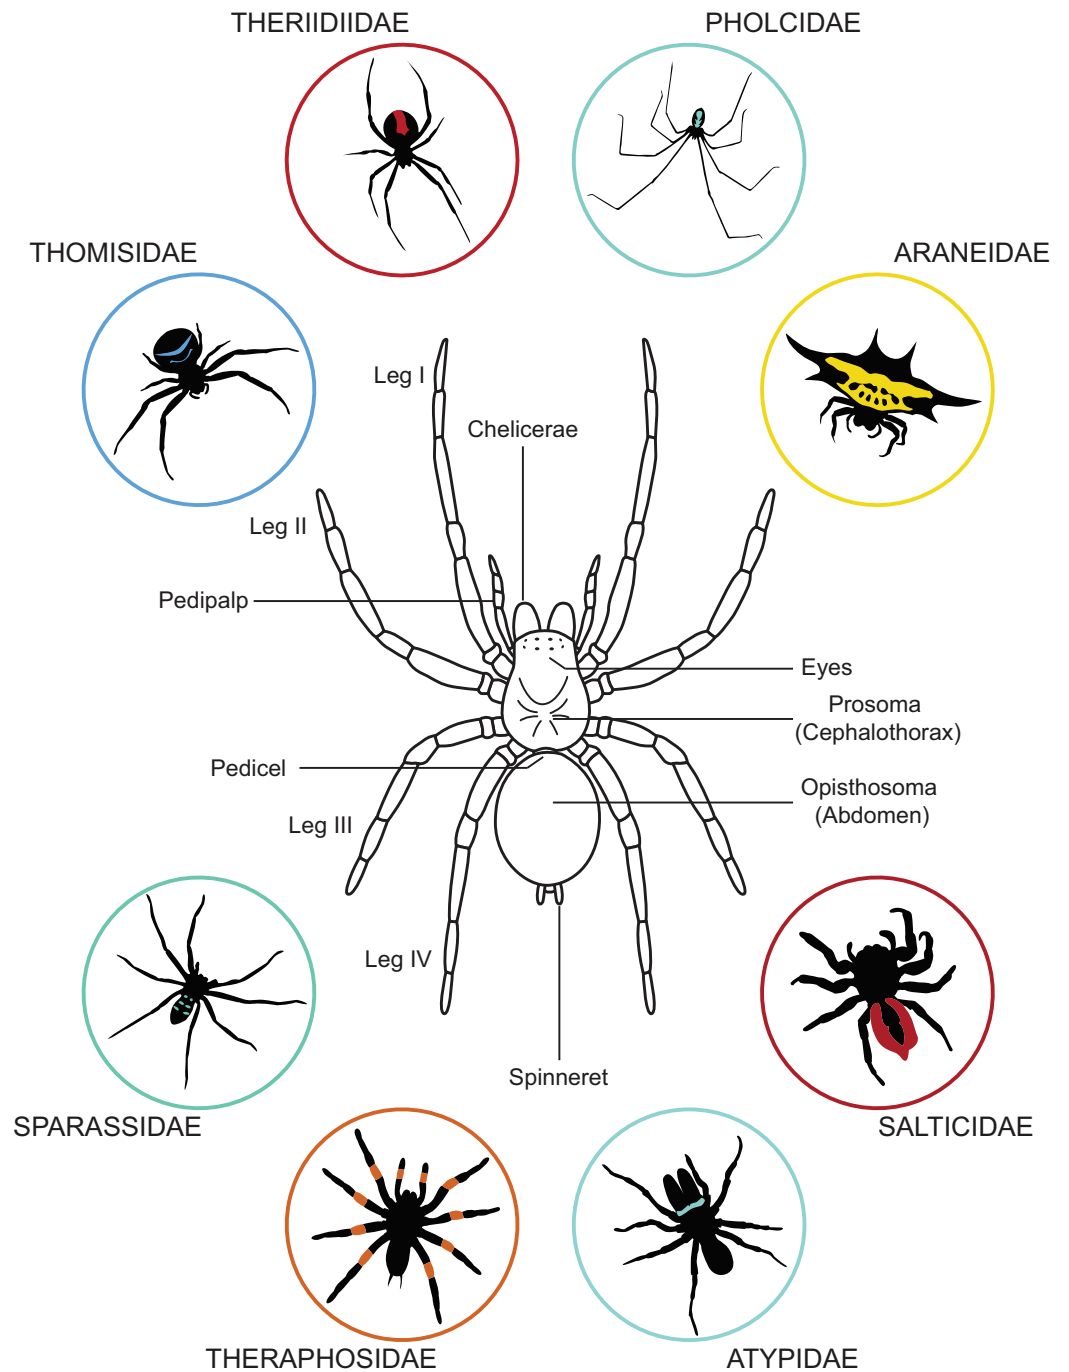 THERIIDIIDAE
PHOLCIDAE
THOMISIDAE
ARANEIDAE
Leg I
Chelicerae
Leg II
Pedipalp
Eyes
Prosoma
(Cephalothorax)
Pedicel
Opisthosoma
(Abdomen)
Leg III
Leg IV
Spinneret
SPARASSIDAE
SALTICIDAE
THERAPHOSIDAE
ATYPIDAE